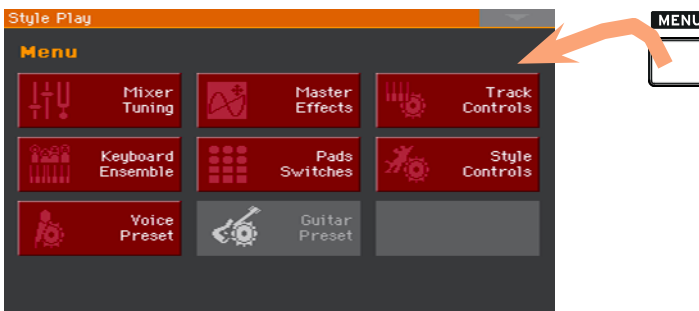 Style Play
MENU
Menu
Mixer
Tuning
Master
Effects
Track
Controls
Keyboard
Ensemble
Pads
Switches
Style
Controls
Voice
Preset
Guitar
Preset